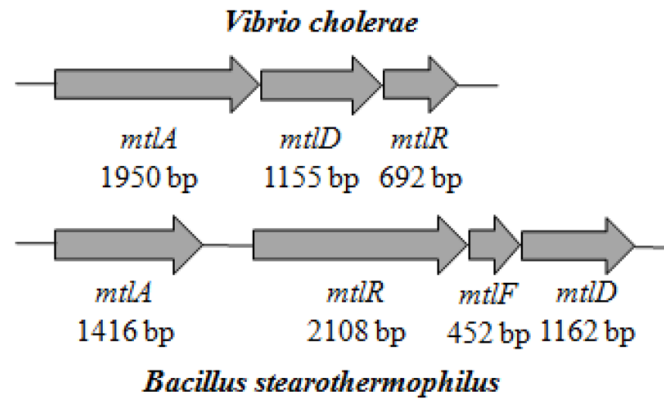 Vibrio cholerae
mtlA mtlD mtlR
1950 bp 1155 bp 692 bp
mtlA mtlR mtlF mtlD
1416 bp 2108 bp 452 bp 1162 bp
Bacillus stearothermophilus